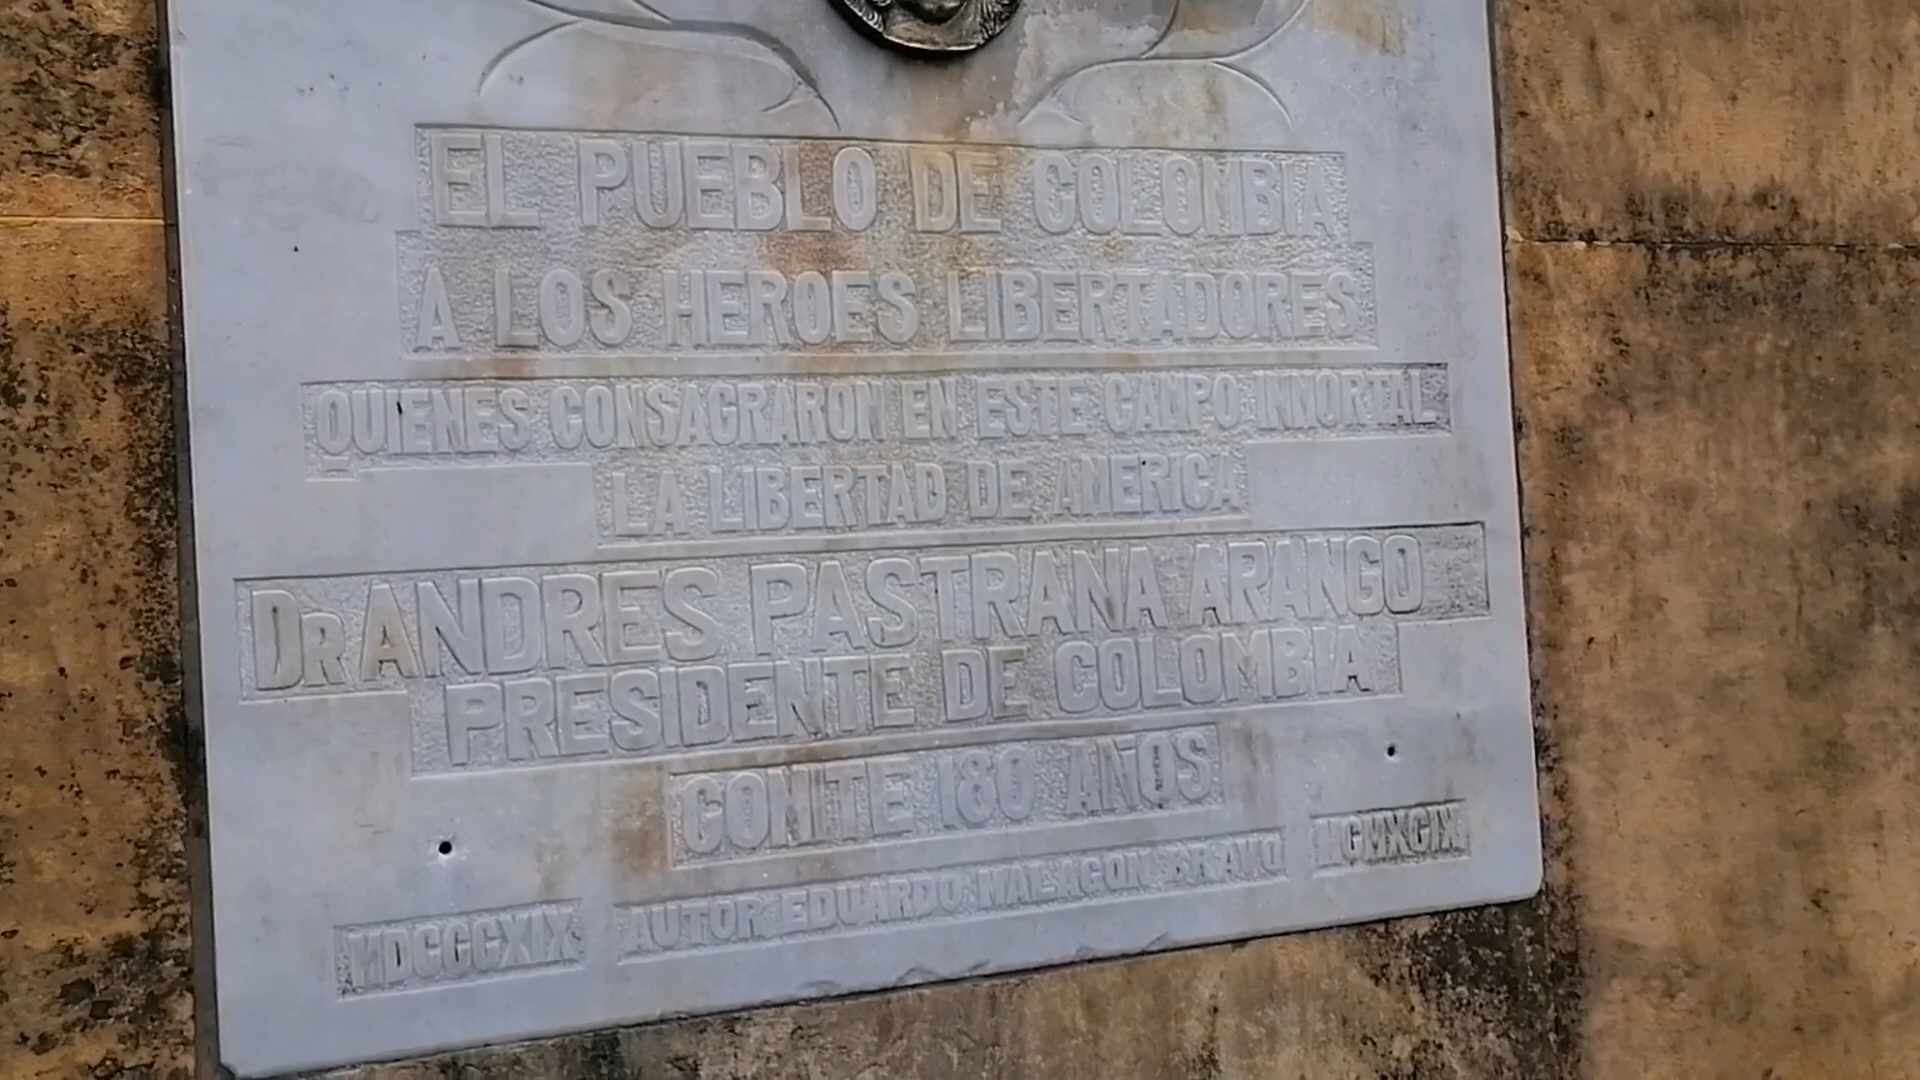 EL PUEBLO DE COLOMBIA
A LOS HEROES LIBERTADORES
QUIENES CONSAGRARON EN ESTE CAMPO INMORTAL
LA LIBERTAD DE AMERICA
DR ANDRES PASTRANA ARANGO
PRESIDENTE DE COLOMBIA
COMITE 180 AÑOS
MDCCCXIX AUTOR EDUARDO MALAGON BRAVO MCMXCIX